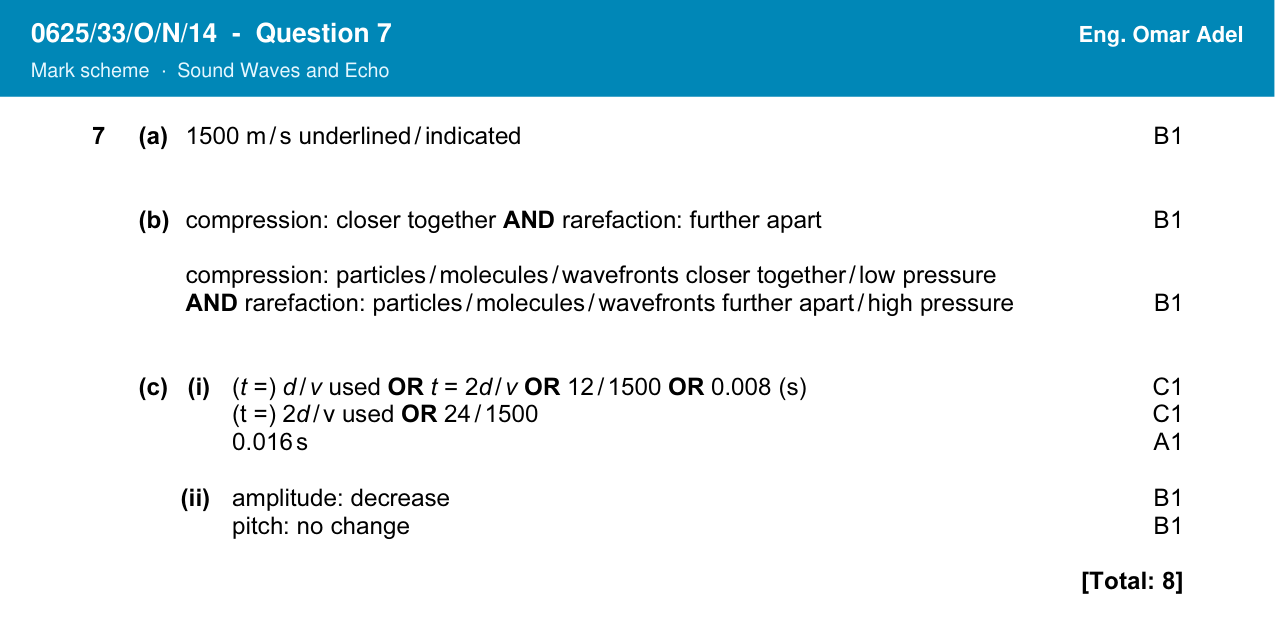 0625/33/O/N/14 - Question 7
Eng. Omar Adel
Mark scheme · Sound Waves and Echo
7 (a) 1500 m/s underlined/indicated B1
(b) compression: closer together AND rarefaction: further apart B1
compression: particles/molecules/wavefronts closer together/low pressure
AND rarefaction: particles/molecules/wavefronts further apart/high pressure B1
(c) (i) (t =) d/v used OR t = 2d/v OR 12/1500 OR 0.008 (s) C1
(t =) 2d/v used OR 24/1500 C1
0.016 s A1
(ii) amplitude: decrease B1
pitch: no change B1
[Total: 8]